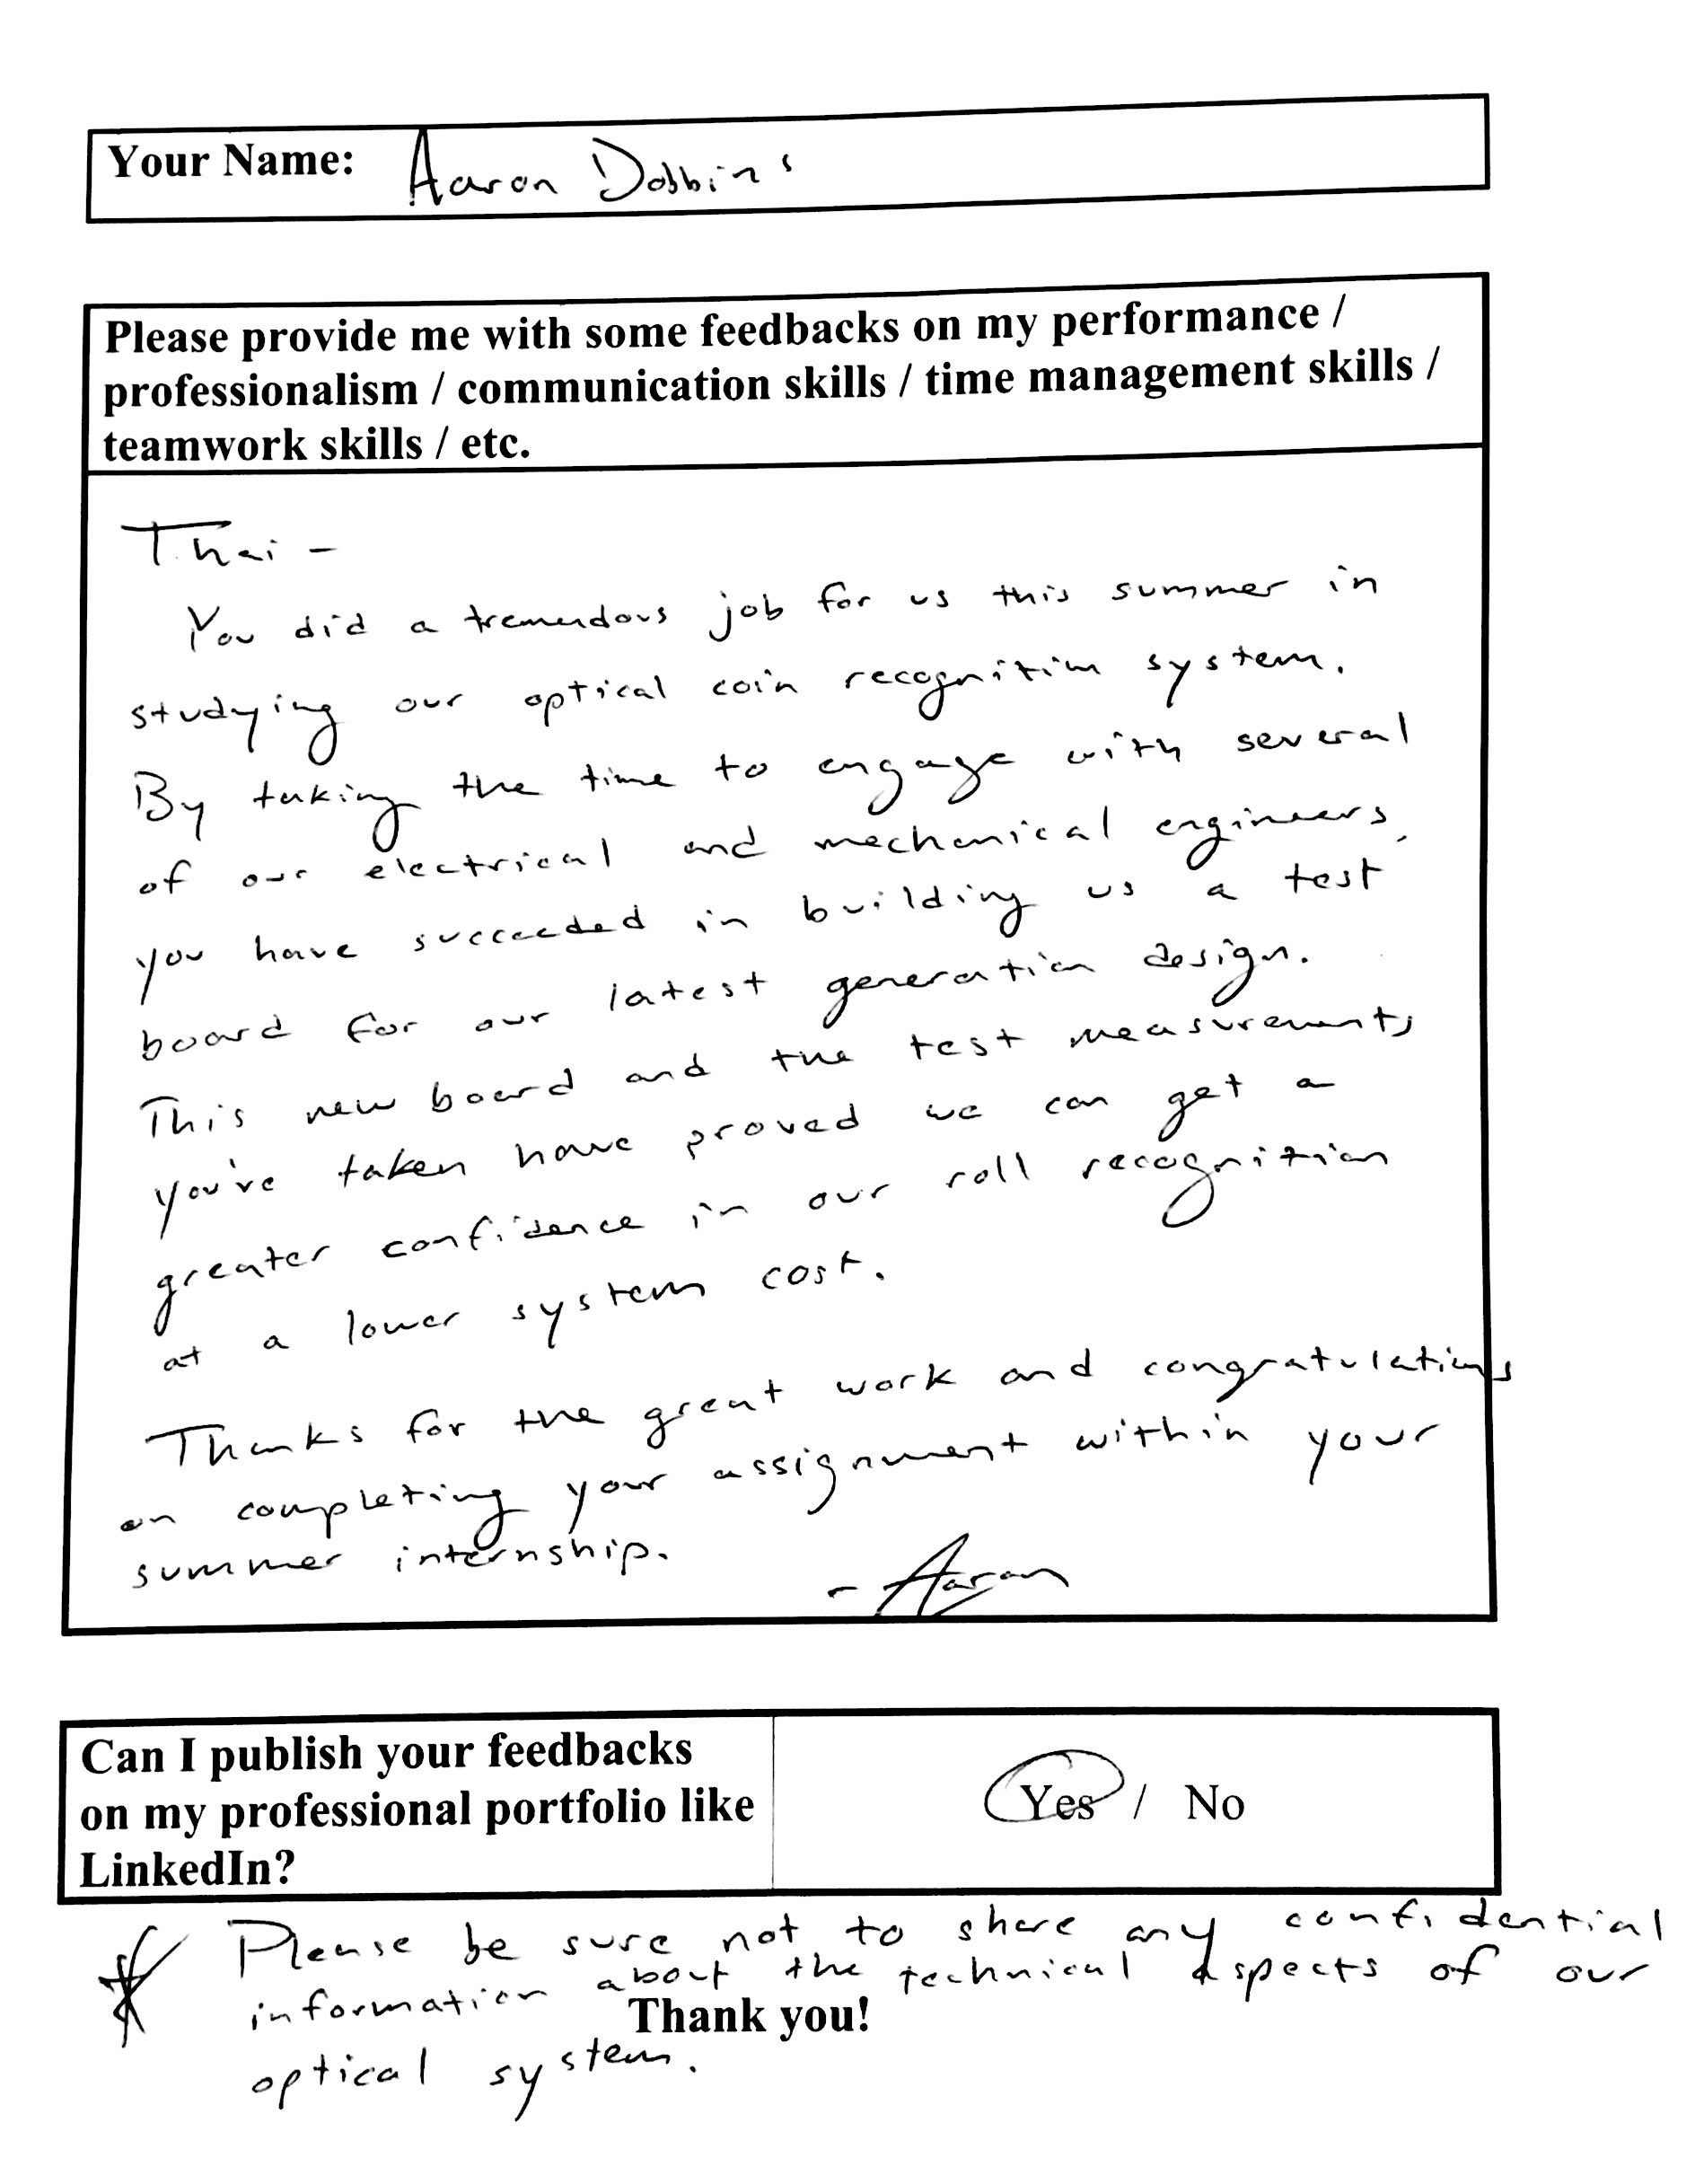 Your Name: Aaron Dobbins
Please provide me with some feedbacks on my performance /
professionalism / communication skills / time management skills /
teamwork skills / etc.
Thai -
You did a tremendous job for us this summer in
studying our optical coin recognition system.
By taking the time to engage with several
of our electrical and mechanical engineers,
you have succeeded in building us a test
board for our latest generation design.
This new board and the test measurements
you've taken have proved we can get a
greater confidence in our roll recognition
at a lower system cost.
Thanks for the great work and congratulations
on completing your assignment within your
summer internship.
- Aaron
Can I publish your feedbacks
on my professional portfolio like
LinkedIn?
Yes / No
* Please be sure not to share any confidential
information about the technical aspects of our
optical system.
Thank you!